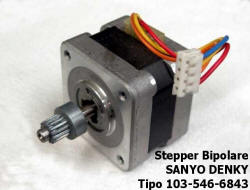 Stepper Bipolare
SANYO DENKY
Tipo 103-546-6843